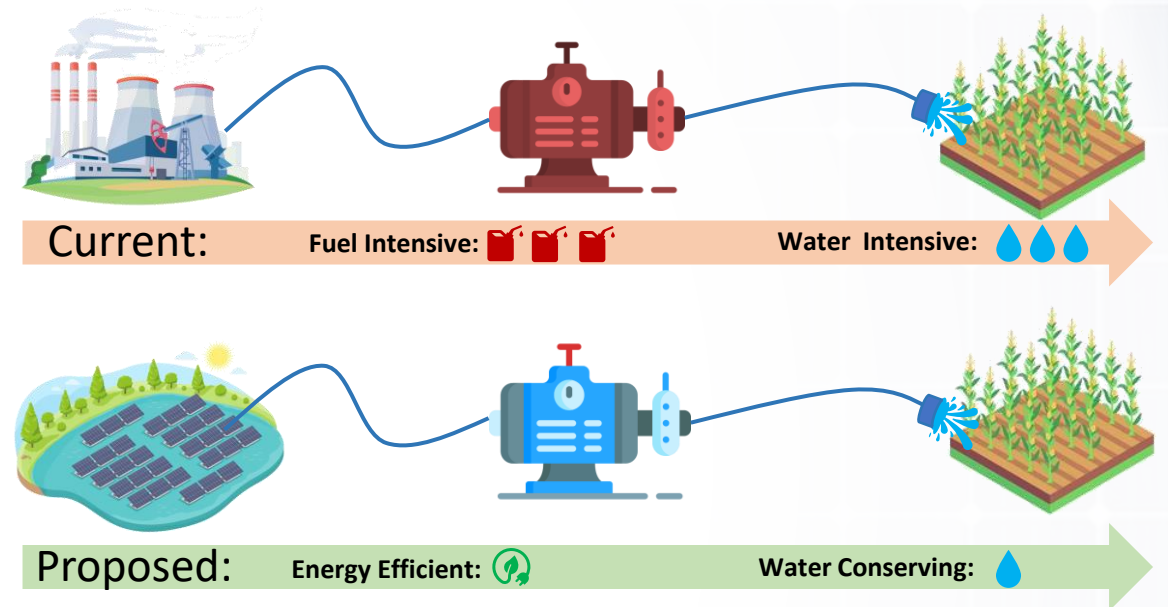 Current: Fuel Intensive: Water Intensive:
Proposed: Energy Efficient: Water Conserving: